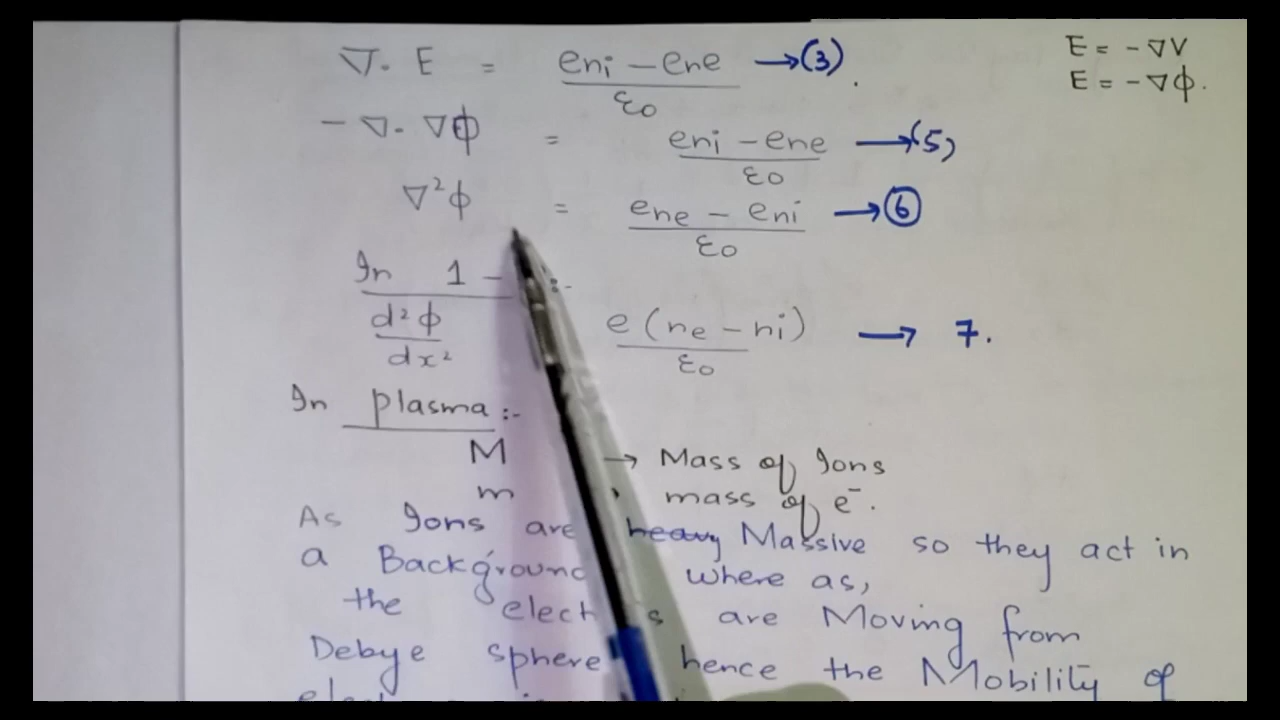 ∇. E = eni − ene / ε0 → (3).
E = -∇V
E = -∇ϕ.
− ∇. ∇ϕ = eni − ene / ε0 → (5)
∇²ϕ = ene − eni / ε0 → 6
In 1 − :-
d²ϕ / dx² e (ne − ni) / ε0 → 7.
In plasma :-
M → Mass of Ions
m mass of e⁻.
As Ions are heavy Massive so they act in
a where as,
the are Moving from
Debye sphere hence the Mobility of